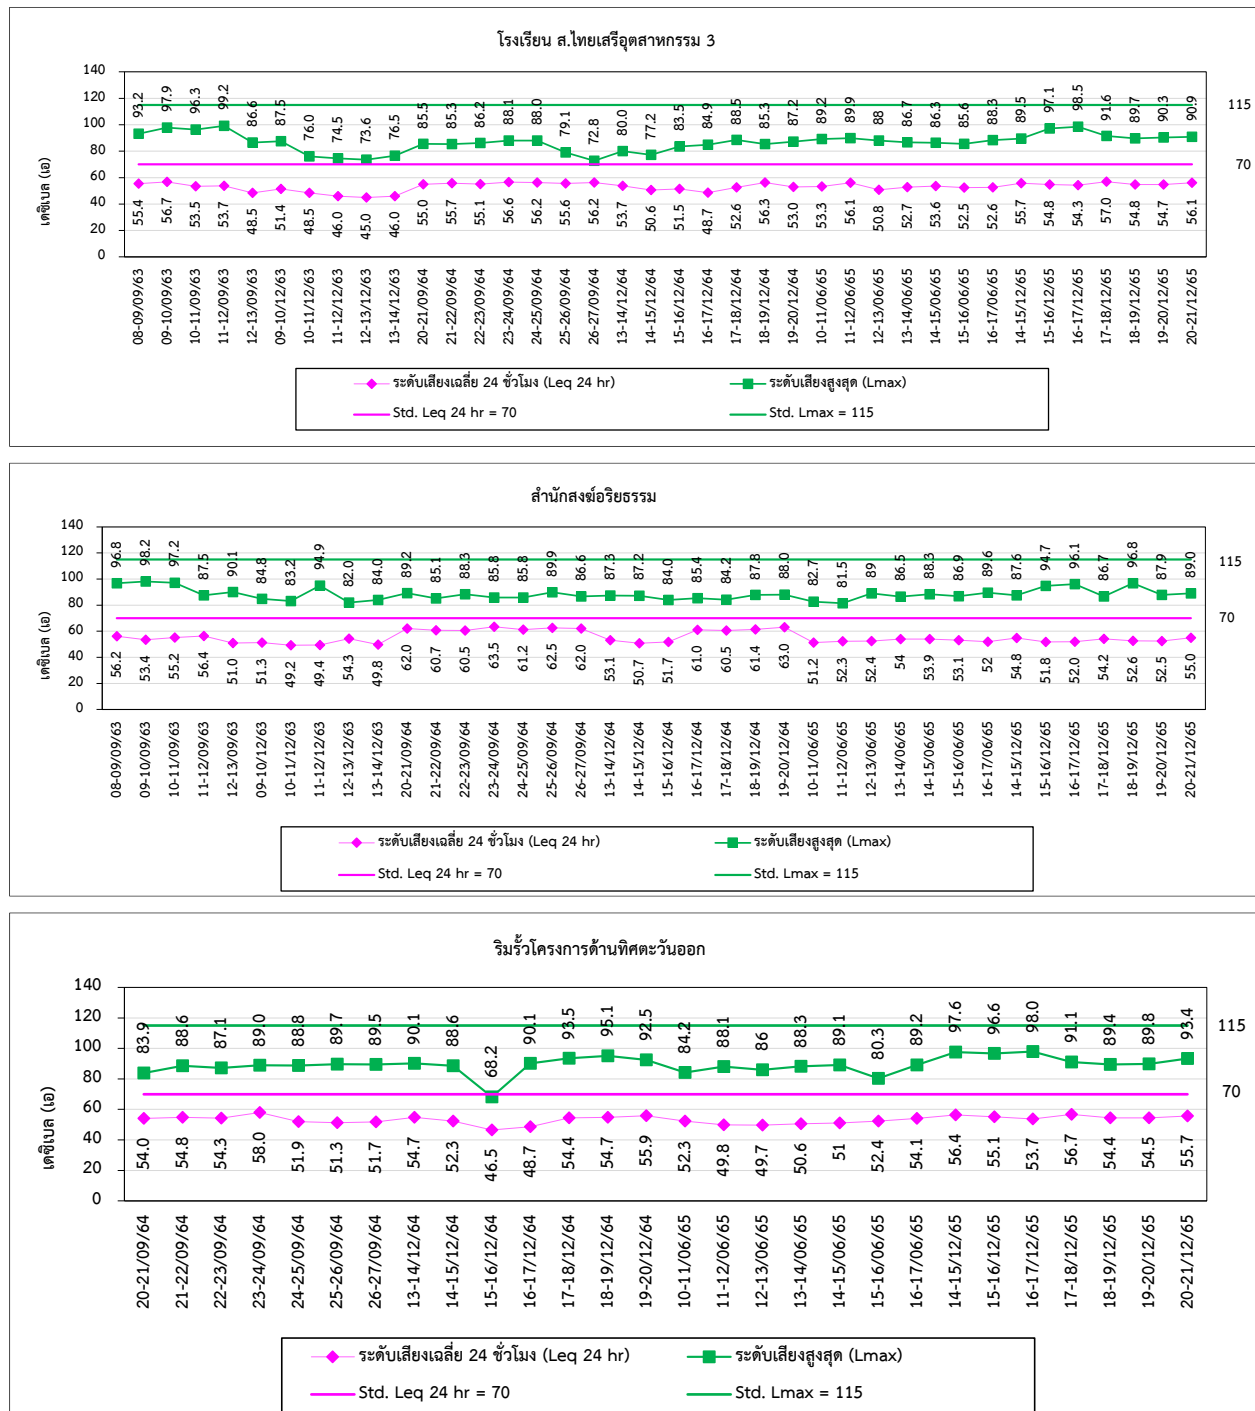 โรงเรียน ส.ไทยเสรีอุตสาหกรรม 3
เดซิเบล (เอ)
140
120
100
80
60
40
20
0
115
70
93.2 97.9 96.3 99.2 86.6 87.5 76.0 74.5 73.6 76.5 85.5 85.3 86.2 88.1 88.0 79.1 72.8 80.0 77.2 83.5 84.9 88.5 85.3 87.2 89.2 89.9 88 86.7 86.3 85.6 88.3 89.5 97.1 98.5 91.6 89.7 90.3 90.9
55.4 56.7 53.5 53.7 48.5 51.4 48.5 46.0 45.0 46.0 55.0 55.7 55.1 56.6 56.2 55.6 56.2 53.7 50.6 51.5 48.7 52.6 56.3 53.0 53.3 56.1 50.8 52.7 53.6 52.5 52.6 55.7 54.8 54.3 57.0 54.8 54.7 56.1
08-09/09/63 09-10/09/63 10-11/09/63 11-12/09/63 12-13/09/63 09-10/12/63 10-11/12/63 11-12/12/63 12-13/12/63 13-14/12/63 20-21/09/64 21-22/09/64 22-23/09/64 23-24/09/64 24-25/09/64 25-26/09/64 26-27/09/64 13-14/12/64 14-15/12/64 15-16/12/64 16-17/12/64 17-18/12/64 18-19/12/64 19-20/12/64 10-11/06/65 11-12/06/65 12-13/06/65 13-14/06/65 14-15/06/65 15-16/06/65 16-17/06/65 14-15/12/65 15-16/12/65 16-17/12/65 17-18/12/65 18-19/12/65 19-20/12/65 20-21/12/65
ระดับเสียงเฉลี่ย 24 ชั่วโมง (Leq 24 hr) ระดับเสียงสูงสุด (Lmax)
Std. Leq 24 hr = 70 Std. Lmax = 115
สำนักสงฆ์อริยธรรม
เดซิเบล (เอ)
140
120
100
80
60
40
20
0
115
70
96.8 98.2 97.2 87.5 90.1 84.8 83.2 94.9 82.0 84.0 89.2 85.1 88.3 85.8 85.8 89.9 86.6 87.3 87.2 84.0 85.4 84.2 87.8 88.0 82.7 81.5 89 86.5 88.3 86.9 89.6 87.6 94.7 96.1 86.7 96.8 87.9 89.0
56.2 53.4 55.2 56.4 51.0 51.3 49.2 49.4 54.3 49.8 62.0 60.7 60.5 63.5 61.2 62.5 62.0 53.1 50.7 51.7 61.0 60.5 61.4 63.0 51.2 52.3 52.4 54 53.9 53.1 52 54.8 51.8 52.0 54.2 52.6 52.5 55.0
08-09/09/63 09-10/09/63 10-11/09/63 11-12/09/63 12-13/09/63 09-10/12/63 10-11/12/63 11-12/12/63 12-13/12/63 13-14/12/63 20-21/09/64 21-22/09/64 22-23/09/64 23-24/09/64 24-25/09/64 25-26/09/64 26-27/09/64 13-14/12/64 14-15/12/64 15-16/12/64 16-17/12/64 17-18/12/64 18-19/12/64 19-20/12/64 10-11/06/65 11-12/06/65 12-13/06/65 13-14/06/65 14-15/06/65 15-16/06/65 16-17/06/65 14-15/12/65 15-16/12/65 16-17/12/65 17-18/12/65 18-19/12/65 19-20/12/65 20-21/12/65
ระดับเสียงเฉลี่ย 24 ชั่วโมง (Leq 24 hr) ระดับเสียงสูงสุด (Lmax)
Std. Leq 24 hr = 70 Std. Lmax = 115
ริมรั้วโครงการด้านทิศตะวันออก
เดซิเบล (เอ)
140
120
100
80
60
40
20
0
115
70
83.9 88.6 87.1 89.0 88.8 89.7 89.5 90.1 88.6 68.2 90.1 93.5 95.1 92.5 84.2 88.1 86 88.3 89.1 80.3 89.2 97.6 96.6 98.0 91.1 89.4 89.8 93.4
54.0 54.8 54.3 58.0 51.9 51.3 51.7 54.7 52.3 46.5 48.7 54.4 54.7 55.9 52.3 49.8 49.7 50.6 51 52.4 54.1 56.4 55.1 53.7 56.7 54.4 54.5 55.7
20-21/09/64 21-22/09/64 22-23/09/64 23-24/09/64 24-25/09/64 25-26/09/64 26-27/09/64 13-14/12/64 14-15/12/64 15-16/12/64 16-17/12/64 17-18/12/64 18-19/12/64 19-20/12/64 10-11/06/65 11-12/06/65 12-13/06/65 13-14/06/65 14-15/06/65 15-16/06/65 16-17/06/65 14-15/12/65 15-16/12/65 16-17/12/65 17-18/12/65 18-19/12/65 19-20/12/65 20-21/12/65
ระดับเสียงเฉลี่ย 24 ชั่วโมง (Leq 24 hr) ระดับเสียงสูงสุด (Lmax)
Std. Leq 24 hr = 70 Std. Lmax = 115